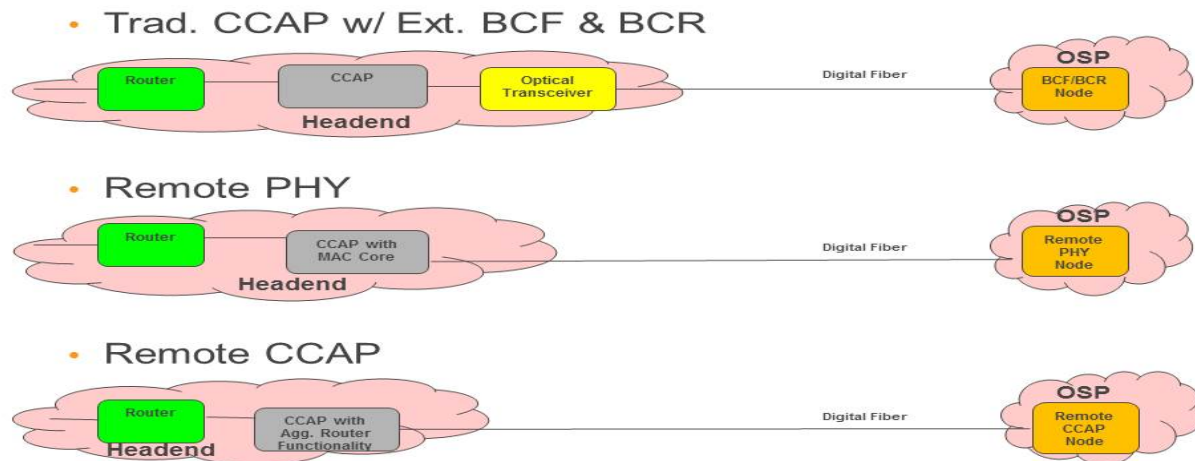 • Trad. CCAP w/ Ext. BCF & BCR
Router
CCAP
Optical
Transceiver
Headend
Digital Fiber
OSP
BCF/BCR
Node
• Remote PHY
Router
CCAP with
MAC Core
Headend
Digital Fiber
OSP
Remote
PHY
Node
• Remote CCAP
Router
CCAP with
Agg. Router
Functionality
Headend
Digital Fiber
OSP
Remote
CCAP
Node